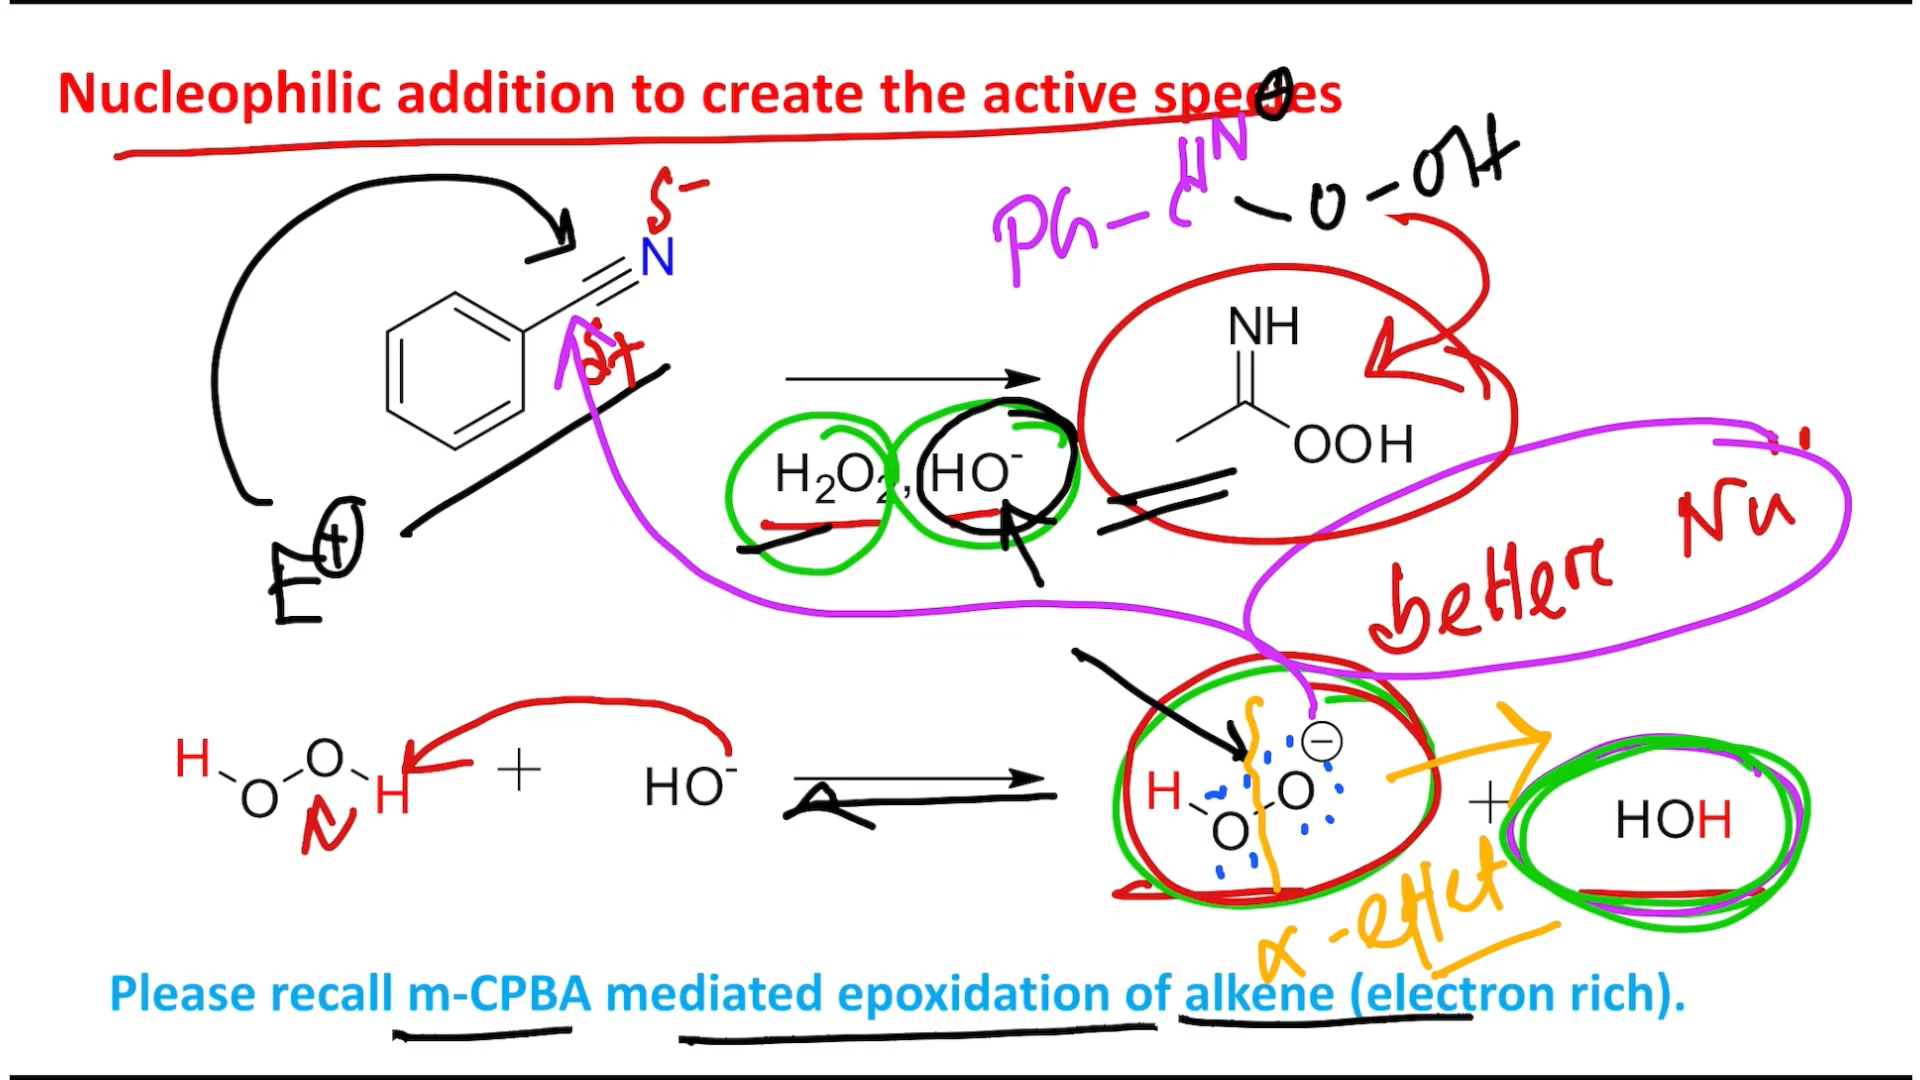 Nucleophilic addition to create the active species
Ph-C N ⊕ -O-OH
δ-
N
δ+
NH
OOH
H₂O₂, HO⁻
E⊕
better Nu
H O O H + HO⁻
H O O ⊖ + HOH
α-effect
Please recall m-CPBA mediated epoxidation of alkene (electron rich).